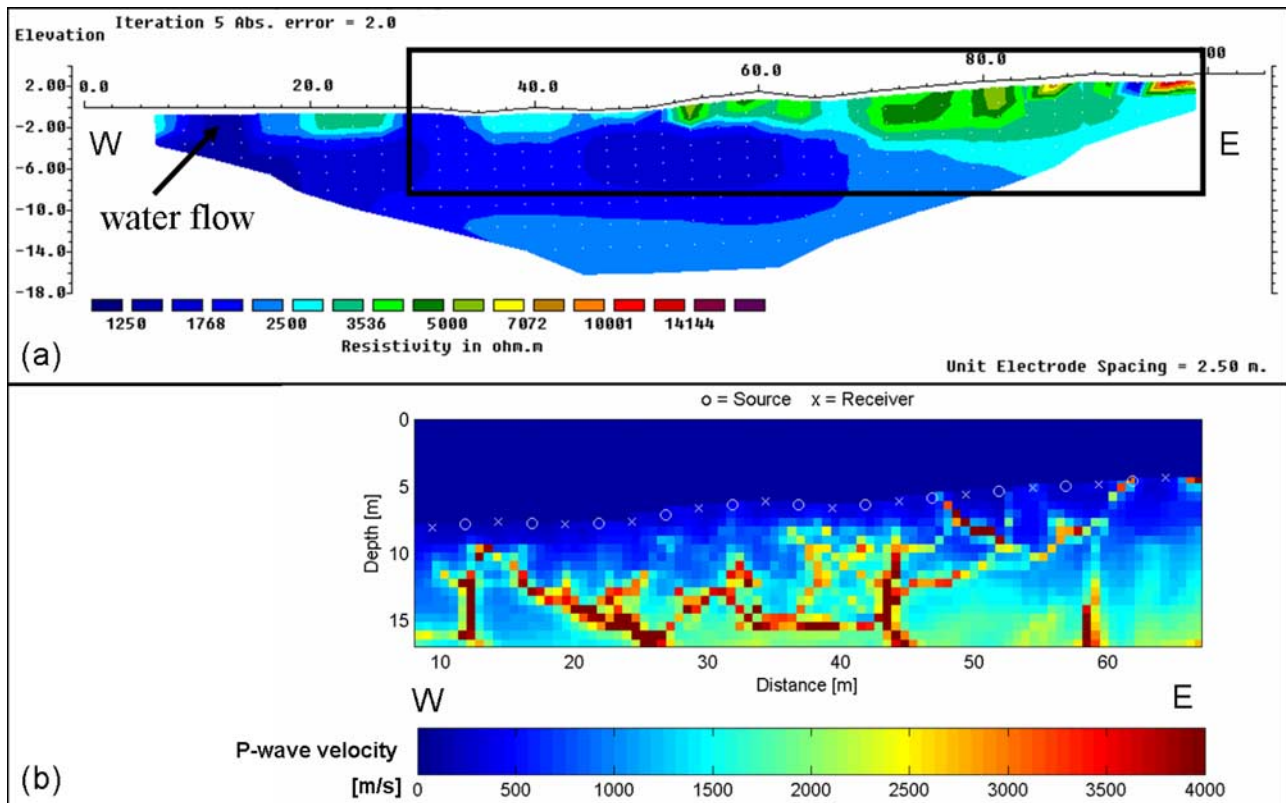 Iteration 5 Abs. error = 2.0
Elevation
2.00
-2.00
-6.00
-10.0
-14.0
-18.0
0.0 20.0 40.0 60.0 80.0
W
E
water flow
1250 1768 2500 3536 5000 7072 10001 14144
Resistivity in ohm.m
Unit Electrode Spacing = 2.50 m.
(a)
o = Source x = Receiver
0
5
10
15
Depth [m]
10 20 30 40 50 60
Distance [m]
W
E
P-wave velocity
[m/s]
0 500 1000 1500 2000 2500 3000 3500 4000
(b)